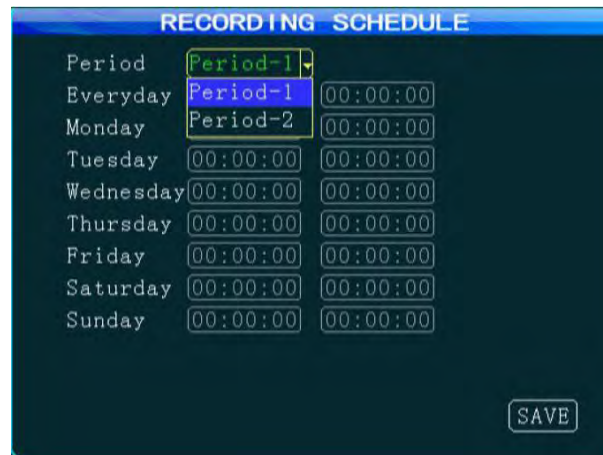 RECORDING SCHEDULE
Period Period-1
Everyday Period-1 00:00:00
Monday Period-2 00:00:00
Tuesday 00:00:00 00:00:00
Wednesday 00:00:00 00:00:00
Thursday 00:00:00 00:00:00
Friday 00:00:00 00:00:00
Saturday 00:00:00 00:00:00
Sunday 00:00:00 00:00:00
SAVE